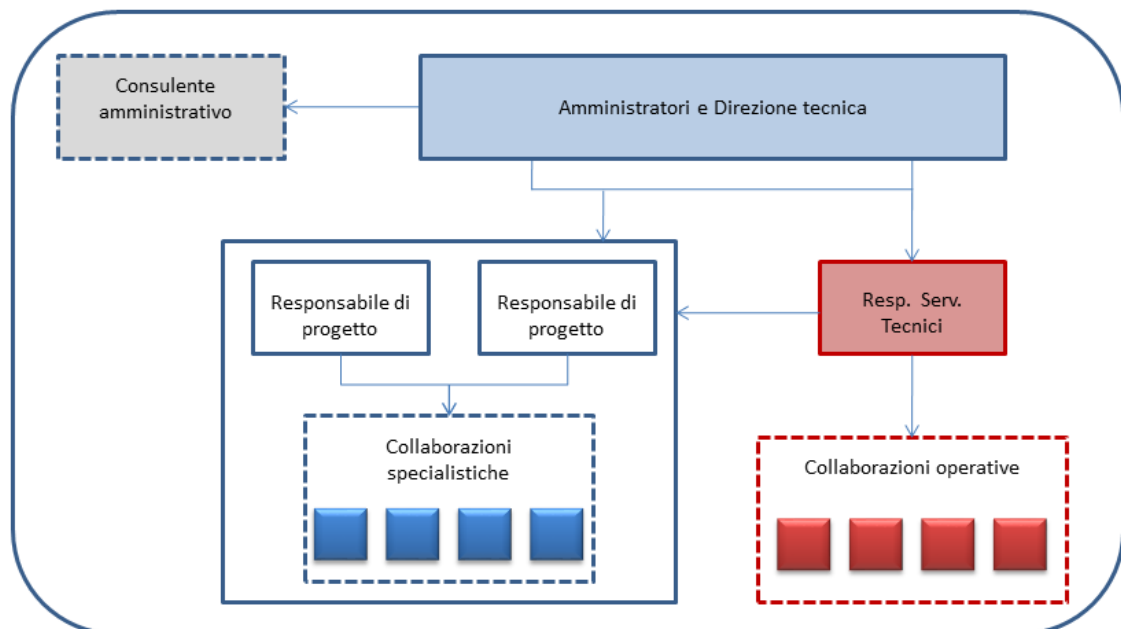 Consulente
amministrativo
Amministratori e Direzione tecnica
Responsabile di
progetto
Responsabile di
progetto
Resp. Serv.
Tecnici
Collaborazioni
specialistiche
Collaborazioni operative